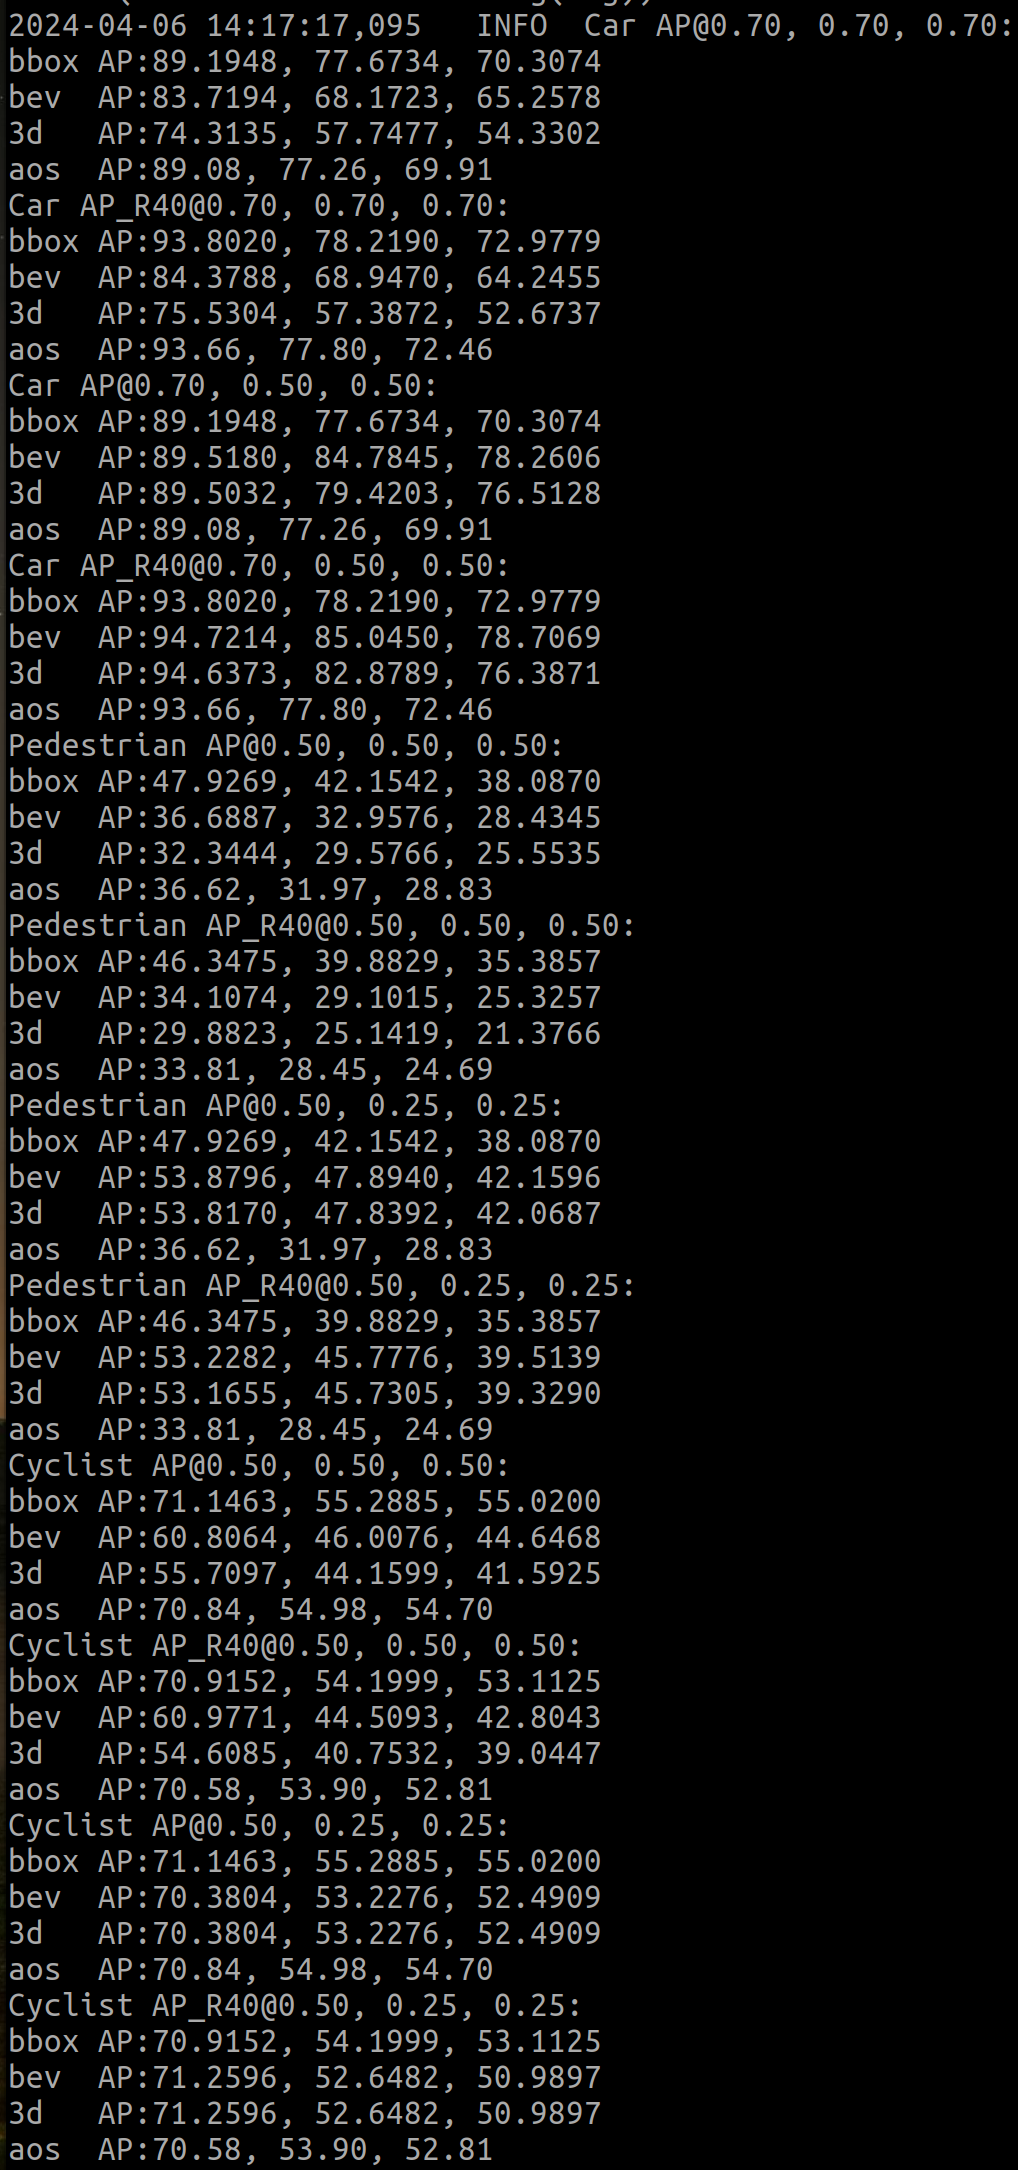 2024-04-06 14:17:17,095   INFO  Car AP@0.70, 0.70, 0.70:
bbox AP:89.1948, 77.6734, 70.3074
bev  AP:83.7194, 68.1723, 65.2578
3d   AP:74.3135, 57.7477, 54.3302
aos  AP:89.08, 77.26, 69.91
Car AP_R40@0.70, 0.70, 0.70:
bbox AP:93.8020, 78.2190, 72.9779
bev  AP:84.3788, 68.9470, 64.2455
3d   AP:75.5304, 57.3872, 52.6737
aos  AP:93.66, 77.80, 72.46
Car AP@0.70, 0.50, 0.50:
bbox AP:89.1948, 77.6734, 70.3074
bev  AP:89.5180, 84.7845, 78.2606
3d   AP:89.5032, 79.4203, 76.5128
aos  AP:89.08, 77.26, 69.91
Car AP_R40@0.70, 0.50, 0.50:
bbox AP:93.8020, 78.2190, 72.9779
bev  AP:94.7214, 85.0450, 78.7069
3d   AP:94.6373, 82.8789, 76.3871
aos  AP:93.66, 77.80, 72.46
Pedestrian AP@0.50, 0.50, 0.50:
bbox AP:47.9269, 42.1542, 38.0870
bev  AP:36.6887, 32.9576, 28.4345
3d   AP:32.3444, 29.5766, 25.5535
aos  AP:36.62, 31.97, 28.83
Pedestrian AP_R40@0.50, 0.50, 0.50:
bbox AP:46.3475, 39.8829, 35.3857
bev  AP:34.1074, 29.1015, 25.3257
3d   AP:29.8823, 25.1419, 21.3766
aos  AP:33.81, 28.45, 24.69
Pedestrian AP@0.50, 0.25, 0.25:
bbox AP:47.9269, 42.1542, 38.0870
bev  AP:53.8796, 47.8940, 42.1596
3d   AP:53.8170, 47.8392, 42.0687
aos  AP:36.62, 31.97, 28.83
Pedestrian AP_R40@0.50, 0.25, 0.25:
bbox AP:46.3475, 39.8829, 35.3857
bev  AP:53.2282, 45.7776, 39.5139
3d   AP:53.1655, 45.7305, 39.3290
aos  AP:33.81, 28.45, 24.69
Cyclist AP@0.50, 0.50, 0.50:
bbox AP:71.1463, 55.2885, 55.0200
bev  AP:60.8064, 46.0076, 44.6468
3d   AP:55.7097, 44.1599, 41.5925
aos  AP:70.84, 54.98, 54.70
Cyclist AP_R40@0.50, 0.50, 0.50:
bbox AP:70.9152, 54.1999, 53.1125
bev  AP:60.9771, 44.5093, 42.8043
3d   AP:54.6085, 40.7532, 39.0447
aos  AP:70.58, 53.90, 52.81
Cyclist AP@0.50, 0.25, 0.25:
bbox AP:71.1463, 55.2885, 55.0200
bev  AP:70.3804, 53.2276, 52.4909
3d   AP:70.3804, 53.2276, 52.4909
aos  AP:70.84, 54.98, 54.70
Cyclist AP_R40@0.50, 0.25, 0.25:
bbox AP:70.9152, 54.1999, 53.1125
bev  AP:71.2596, 52.6482, 50.9897
3d   AP:71.2596, 52.6482, 50.9897
aos  AP:70.58, 53.90, 52.81